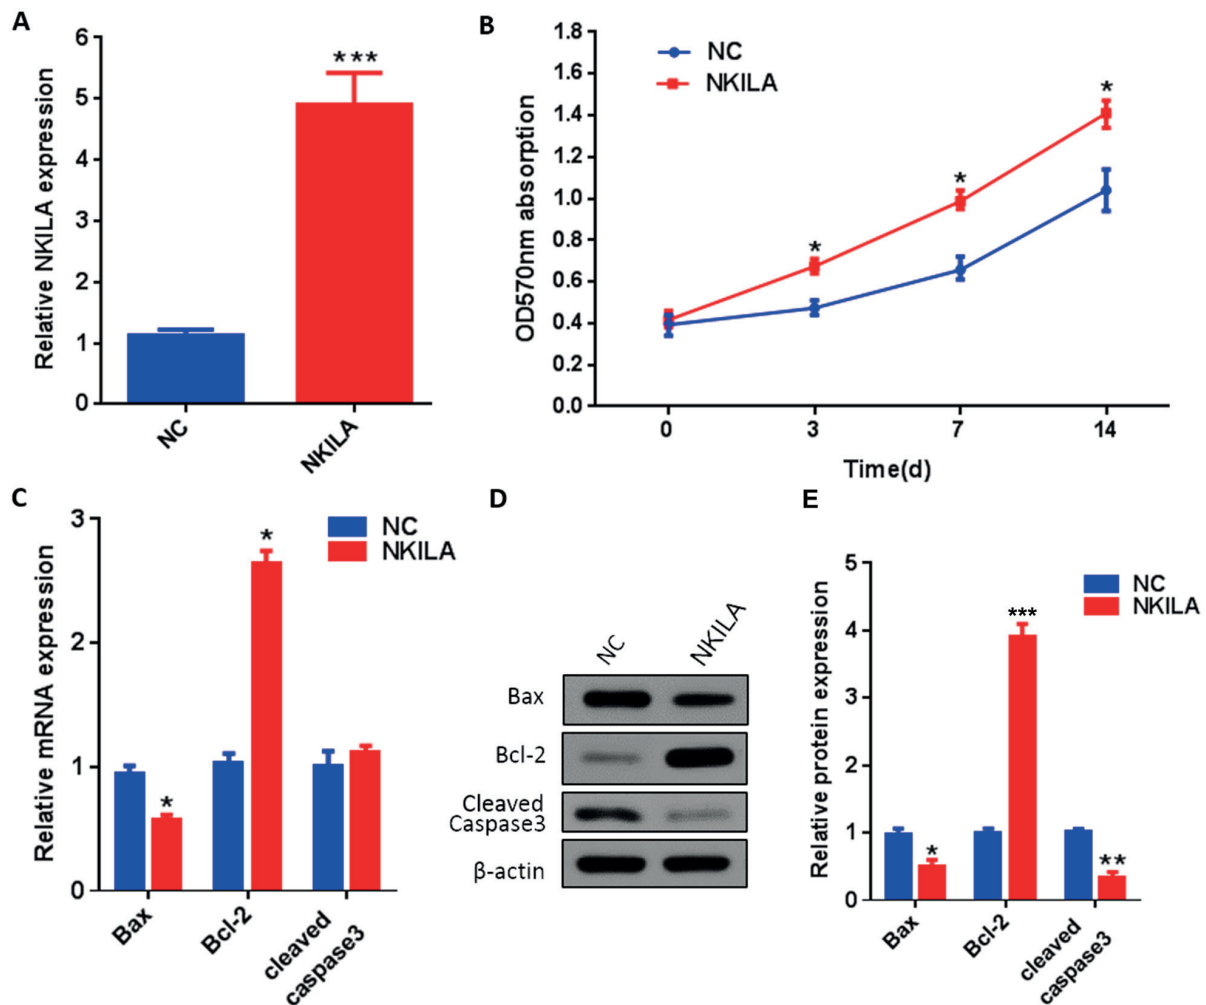 A
Relative NKILA expression
6
5
4
3
2
1
0
***
NC
NKILA
B
OD570nm absorption
1.8
1.6
1.4
1.2
1.0
0.8
0.6
0.4
0.2
0.0
NC
NKILA
*
*
*
0
3
7
14
Time(d)
C
Relative mRNA expression
3
2
1
0
NC
NKILA
*
*
Bax
Bcl-2
cleaved
caspase3
D
NC
NKILA
Bax
Bcl-2
Cleaved
Caspase3
β-actin
E
Relative protein expression
5
4
3
2
1
0
NC
NKILA
*
***
**
Bax
Bcl-2
cleaved
caspase3